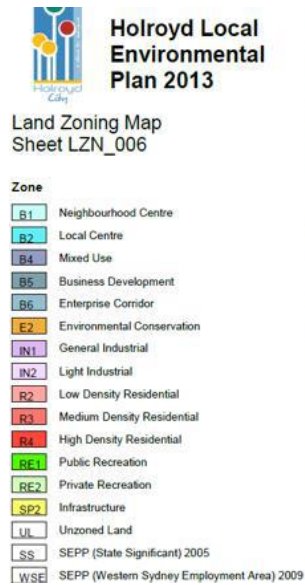 Holroyd
City
Holroyd Local
Environmental
Plan 2013
Land Zoning Map
Sheet LZN_006
Zone
B1 Neighbourhood Centre
B2 Local Centre
B4 Mixed Use
B5 Business Development
B6 Enterprise Corridor
E2 Environmental Conservation
IN1 General Industrial
IN2 Light Industrial
R2 Low Density Residential
R3 Medium Density Residential
R4 High Density Residential
RE1 Public Recreation
RE2 Private Recreation
SP2 Infrastructure
UL Unzoned Land
SS SEPP (State Significant) 2005
WSE SEPP (Western Sydney Employment Area) 2009